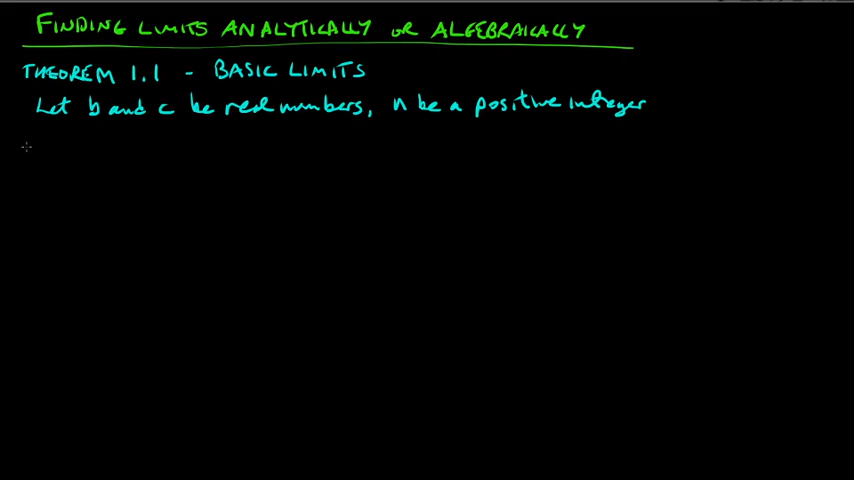 FINDING LIMITS ANALYTICALLY OR ALGEBRAICALLY
THEOREM 1.1 - BASIC LIMITS
Let b and c be real numbers, n be a positive integer